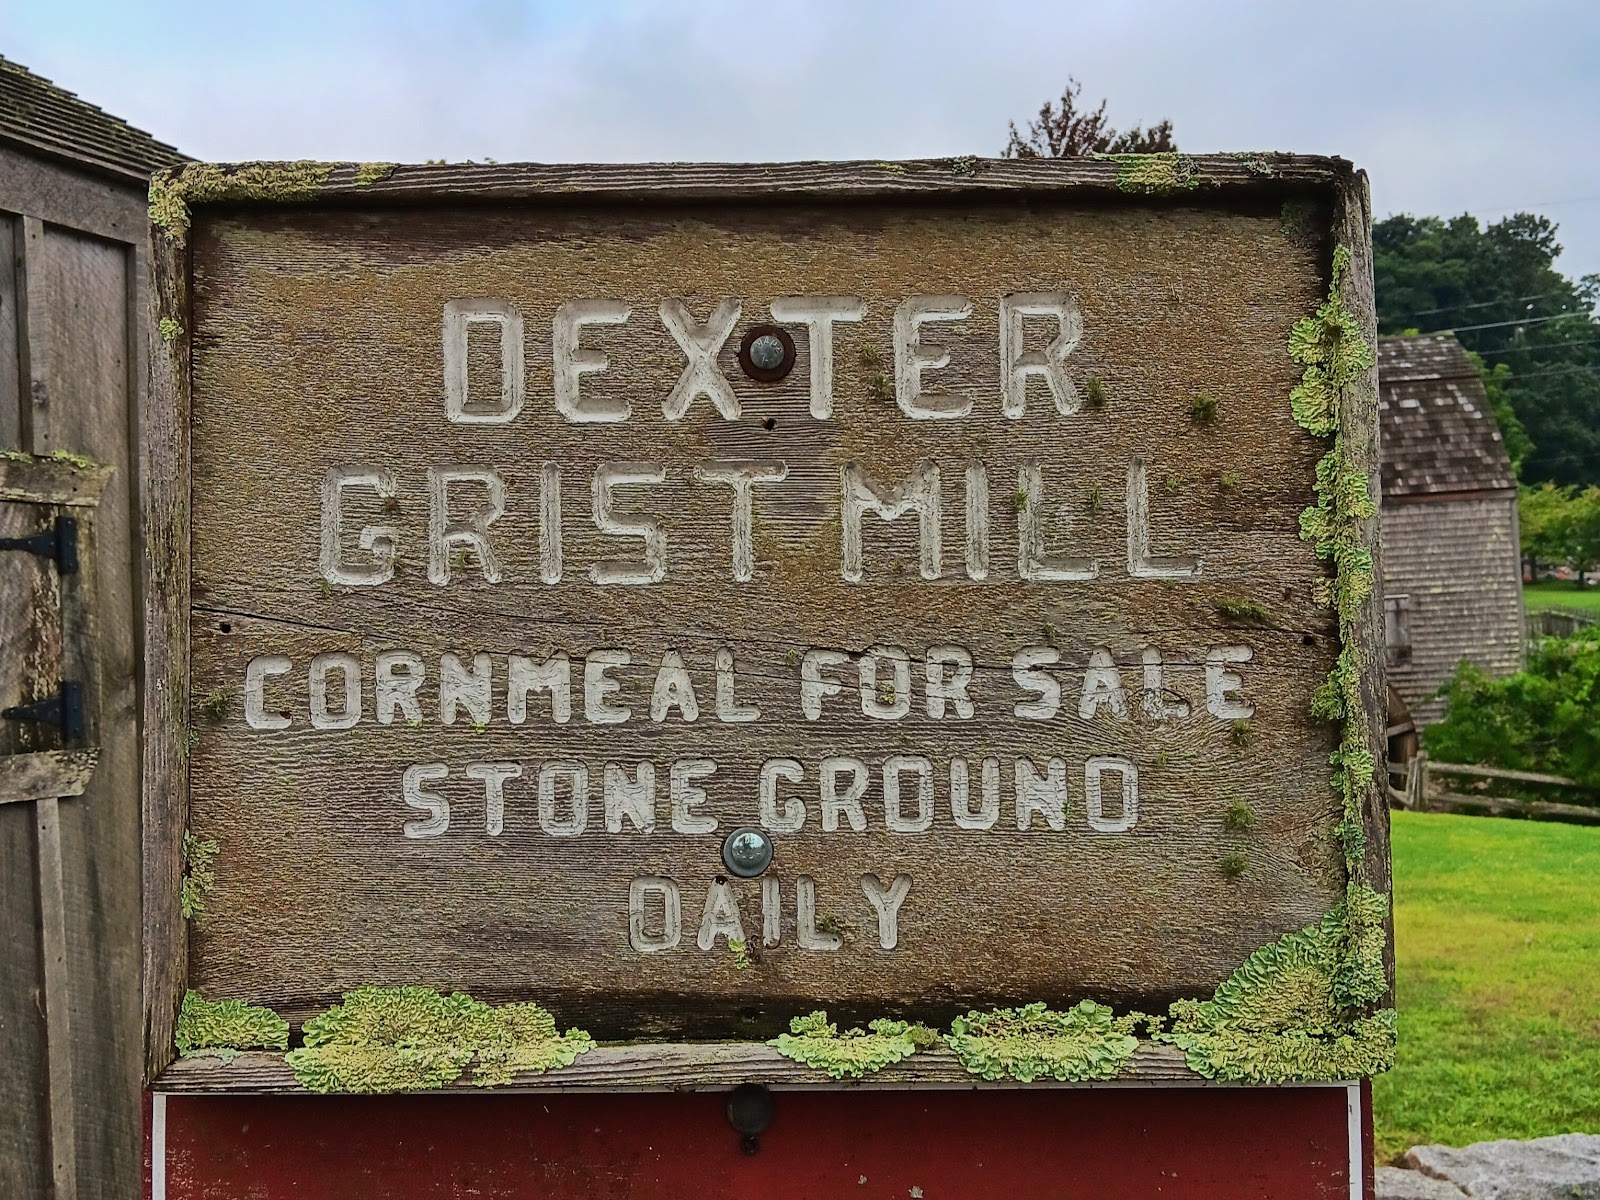 DEXTER
GRIST MILL
CORNMEAL FOR SALE
STONE GROUND
DAILY